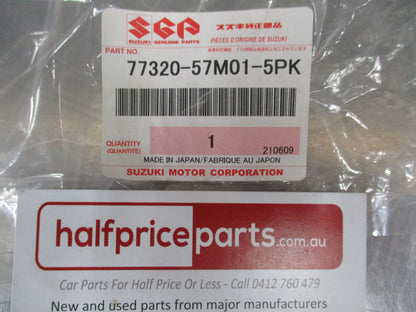 SGP
SUZUKI GENUINE PARTS
スズキ純正部品
PIÈCES D'ORIGINE DE SUZUKI
PART NO.
77320-57M01-5PK
QUANTITY
(QUANTITÉ)
1
210609
MADE IN JAPAN/FABRIQUE AU JAPON
SUZUKI MOTOR CORPORATION
halfpriceparts.com.au
Car Parts For Half Price Or Less - Call 0412 760 479
New and used parts from major manufacturers